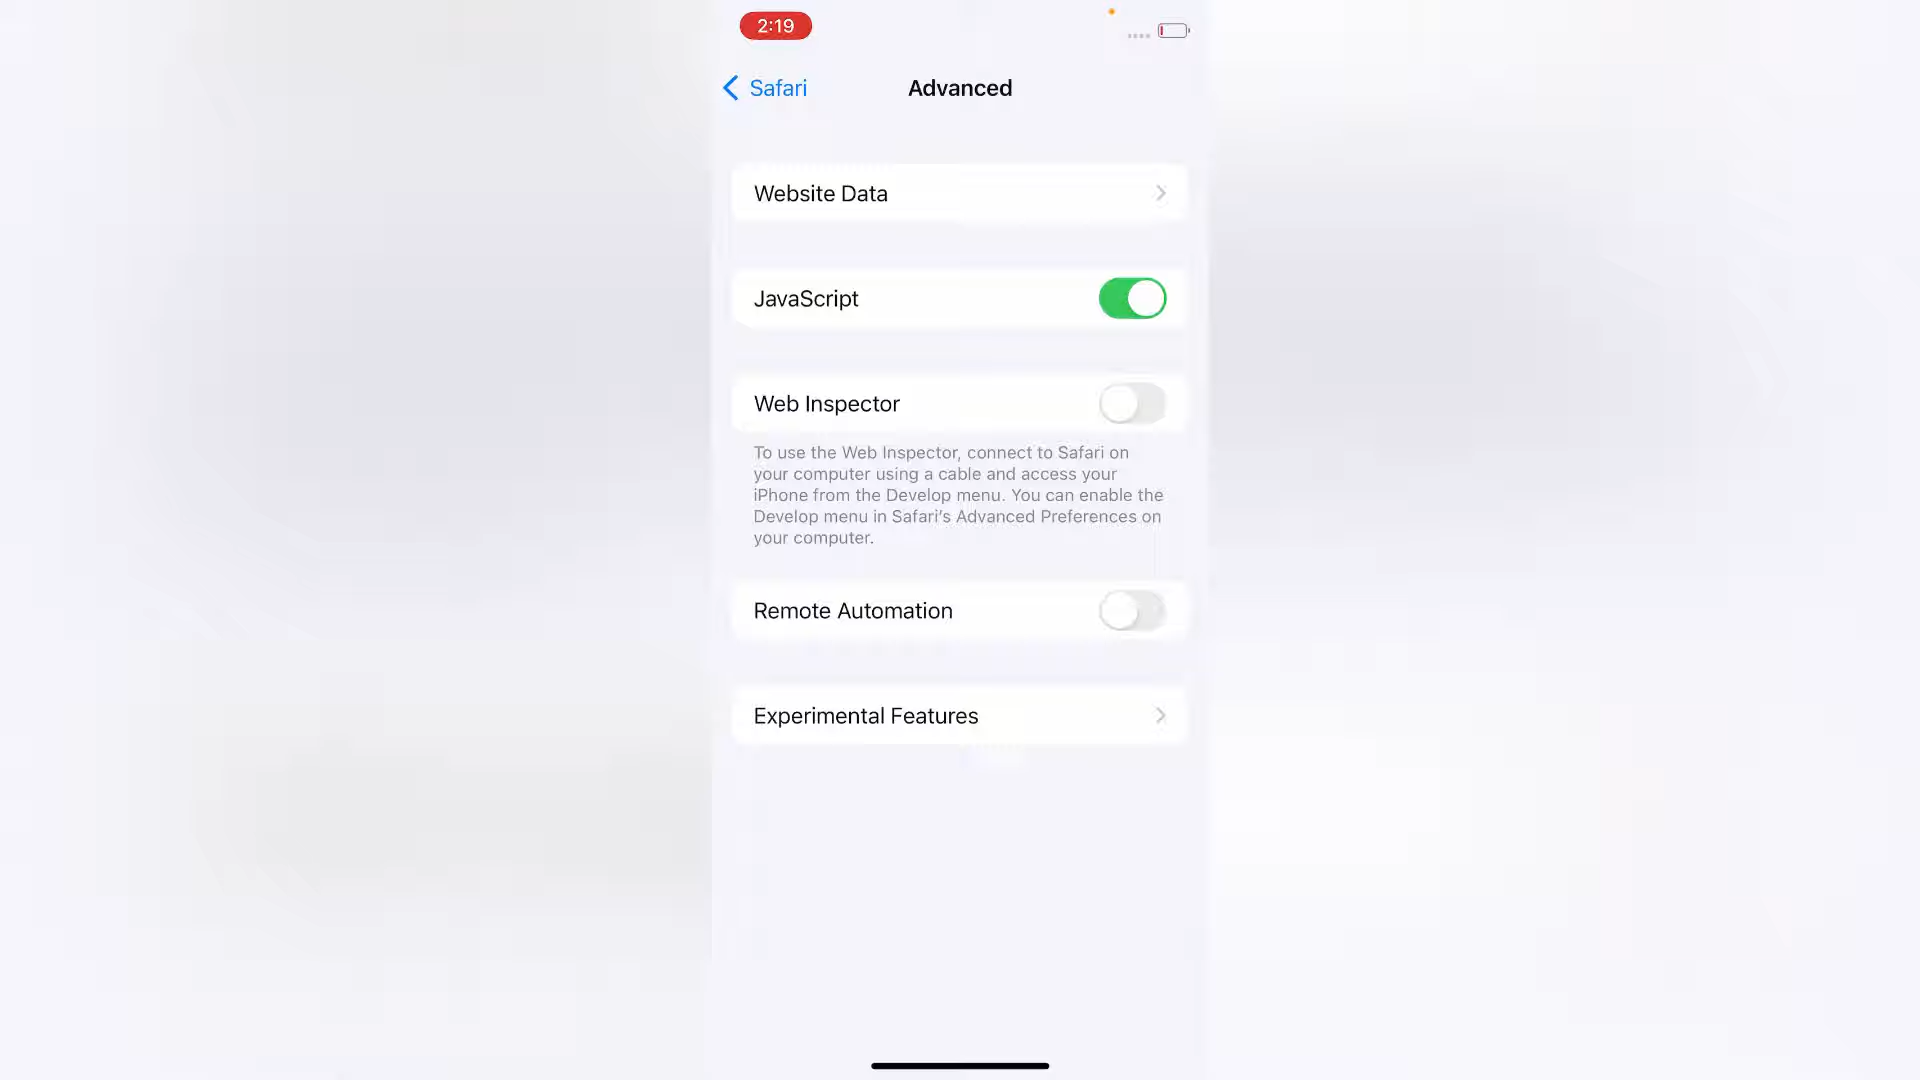 2:19
Safari
Advanced
Website Data
JavaScript
Web Inspector
To use the Web Inspector, connect to Safari on
your computer using a cable and access your
iPhone from the Develop menu. You can enable the
Develop menu in Safari’s Advanced Preferences on
your computer.
Remote Automation
Experimental Features